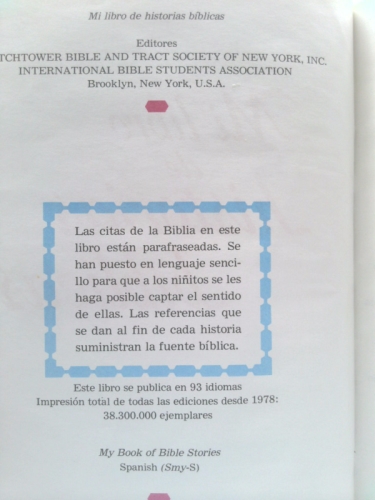 Mi libro de historias bíblicas
Editores
TCHTOWER BIBLE AND TRACT SOCIETY OF NEW YORK, INC.
INTERNATIONAL BIBLE STUDENTS ASSOCIATION
Brooklyn, New York, U.S.A.
Las citas de la Biblia en este
libro están parafraseadas. Se
han puesto en lenguaje senci-
llo para que a los niñitos se les
haga posible captar el sentido
de ellas. Las referencias que
se dan al fin de cada historia
suministran la fuente bíblica.
Este libro se publica en 93 idiomas
Impresión total de todas las ediciones desde 1978:
38.300.000 ejemplares
My Book of Bible Stories
Spanish (Smy-S)